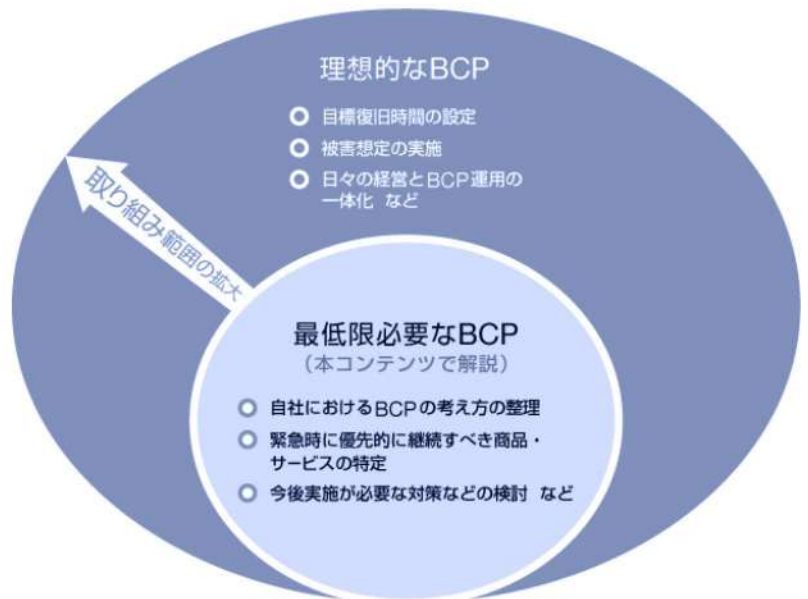 理想的なBCP
目標復旧時間の設定
被害想定の実施
日々の経営とBCP運用の
一体化 など
取り組み範囲の拡大
最低限必要なBCP
(本コンテンツで解説)
自社におけるBCPの考え方の整理
緊急時に優先的に継続すべき商品・
サービスの特定
今後実施が必要な対策などの検討 など